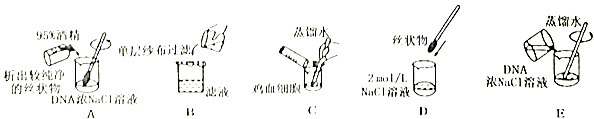 95%酒精
析出较纯净
的丝状物
DNA浓NaCl溶液
A
单层纱布过滤
滤液
B
蒸馏水
鸡血细胞
C
丝状物
2mol/L
NaCl溶液
D
蒸馏水
DNA
浓NaCl溶液
E